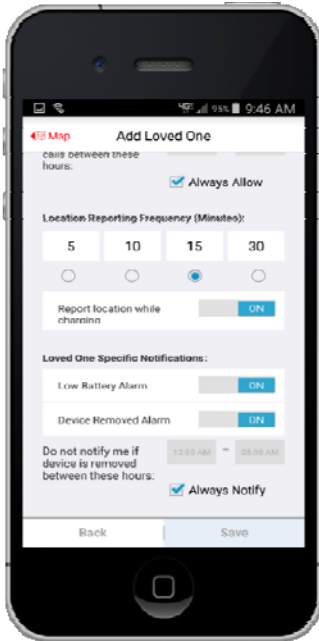 4G 95% 9:46 AM
Map Add Loved One
calls between these
hours:
Always Allow
Location Reporting Frequency (Minutes):
5 10 15 30
Report location while
charging
ON
Loved One Specific Notifications:
Low Battery Alarm ON
Device Removed Alarm ON
Do not notify me if
device is removed
between these hours:
12:00 AM – 06:00 AM
Always Notify
Back Save